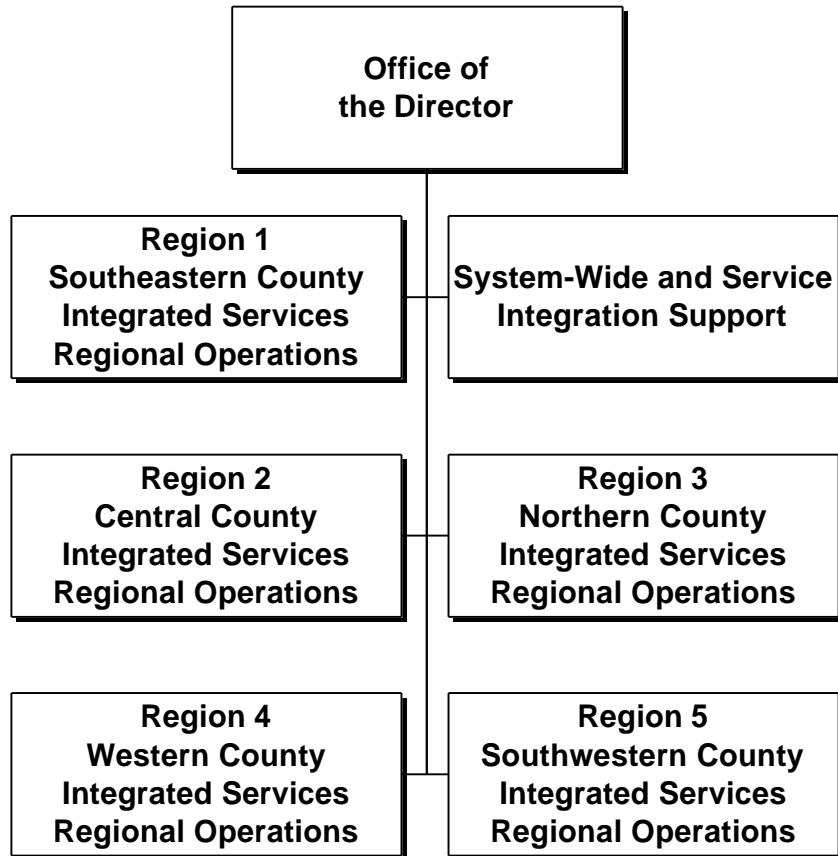 Office of
the Director
Region 1
Southeastern County
Integrated Services
Regional Operations
System-Wide and Service
Integration Support
Region 2
Central County
Integrated Services
Regional Operations
Region 3
Northern County
Integrated Services
Regional Operations
Region 4
Western County
Integrated Services
Regional Operations
Region 5
Southwestern County
Integrated Services
Regional Operations